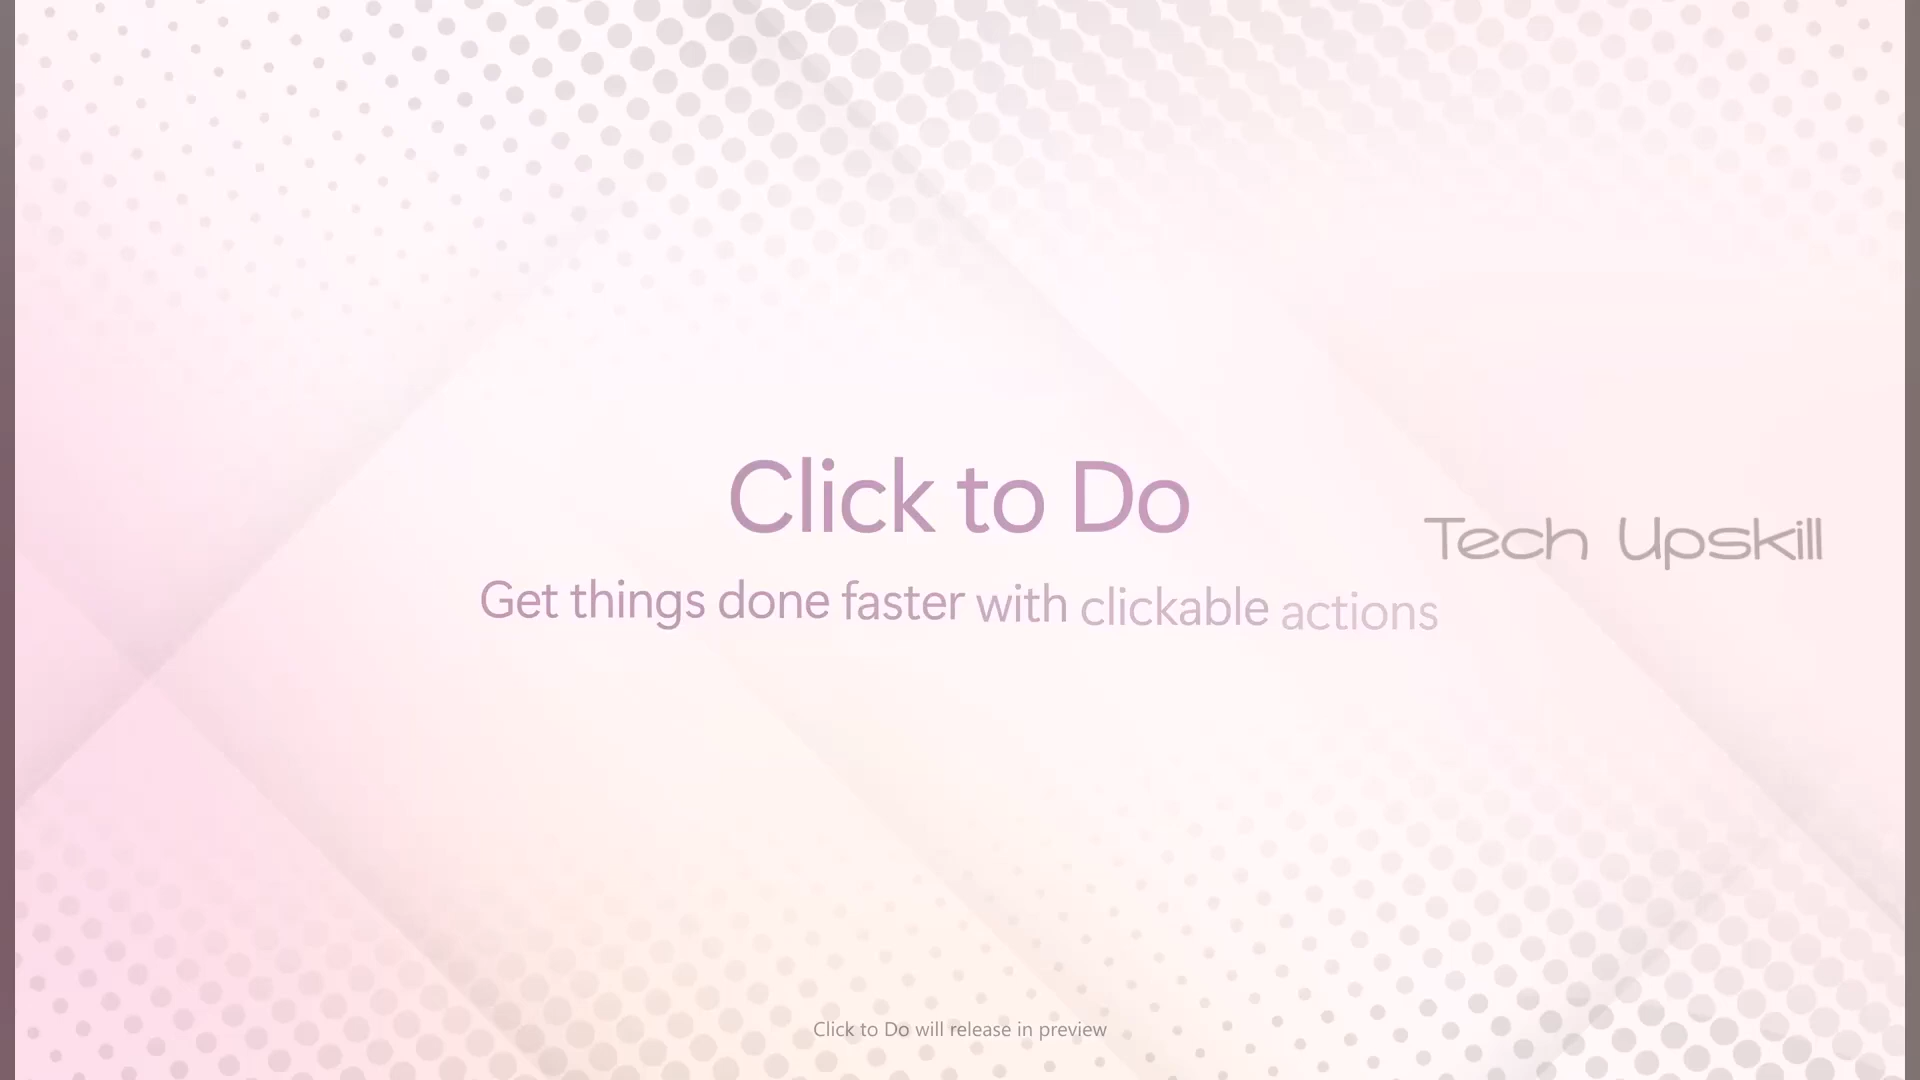 Click to Do
Tech Upskill
Get things done faster with clickable actions
Click to Do will release in preview